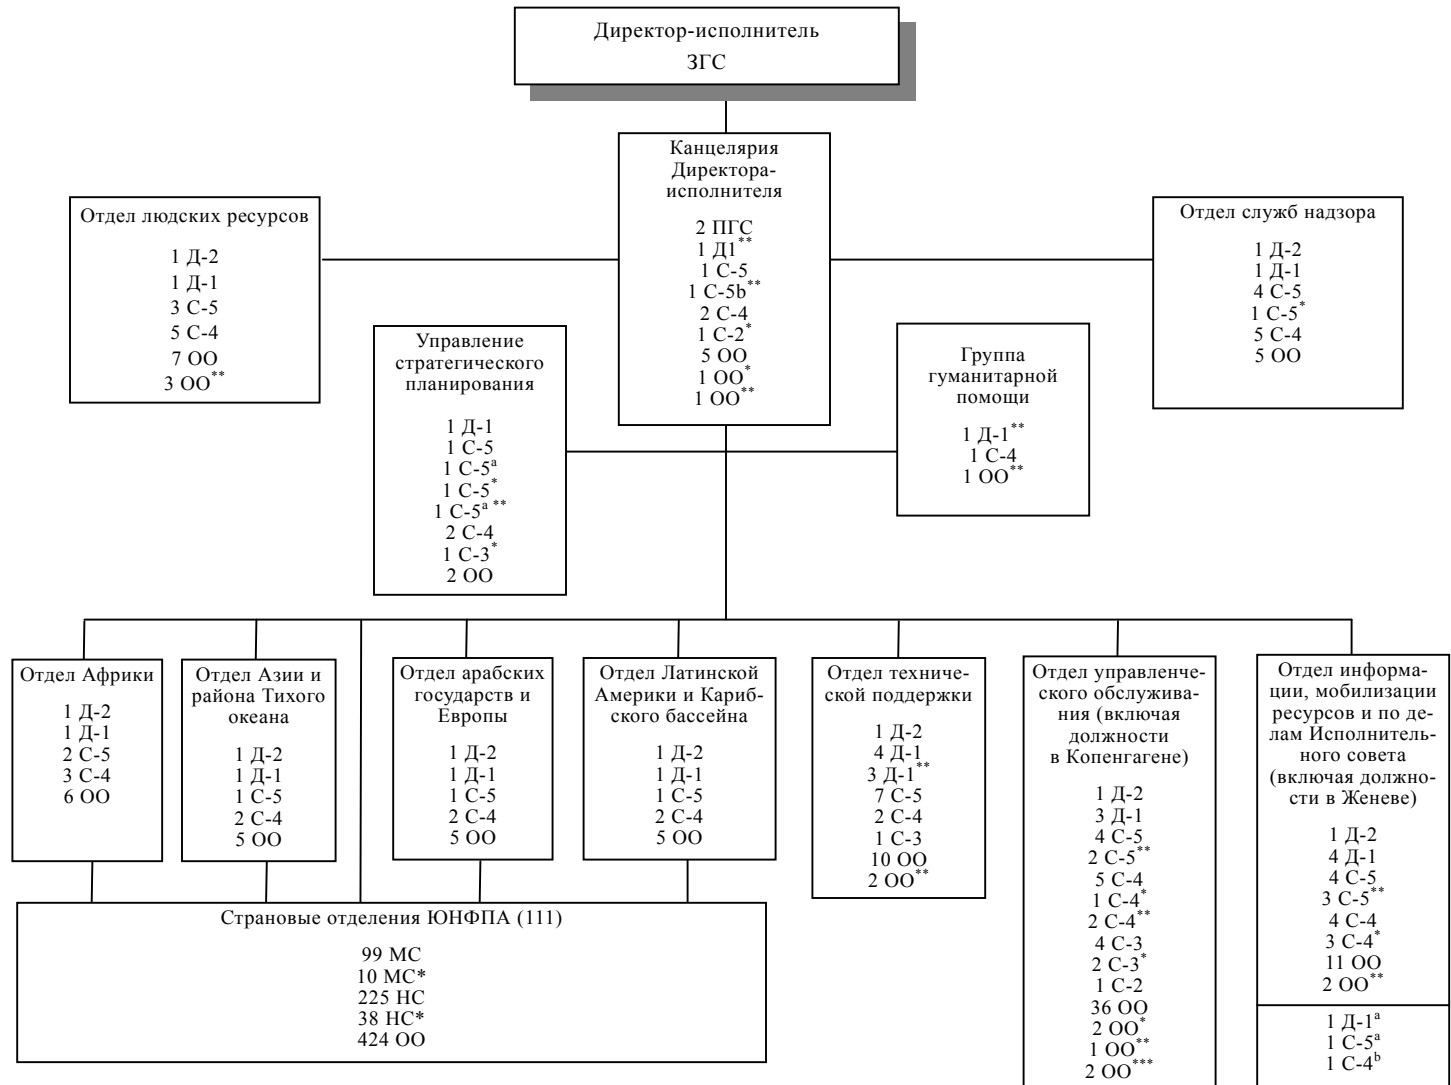 Директор-исполнитель
ЗГС
Канцелярия
Директора-
исполнителя
2 ПГС
1 Д1**
1 С-5
1 С-5b**
2 С-4
1 С-2*
5 ОО
1 ОО*
1 ОО**
Отдел людских ресурсов
1 Д-2
1 Д-1
3 С-5
5 С-4
7 ОО
3 ОО**
Отдел служб надзора
1 Д-2
1 Д-1
4 С-5
1 С-5*
5 С-4
5 ОО
Управление
стратегического
планирования
1 Д-1
1 С-5
1 С-5a
1 С-5*
1 С-5a **
2 С-4
1 С-3*
2 ОО
Группа
гуманитарной
помощи
1 Д-1**
1 С-4
1 ОО**
Отдел Африки
1 Д-2
1 Д-1
2 С-5
3 С-4
6 ОО
Отдел Азии и
района Тихого
океана
1 Д-2
1 Д-1
1 С-5
2 С-4
5 ОО
Отдел арабских
государств и
Европы
1 Д-2
1 Д-1
1 С-5
2 С-4
5 ОО
Отдел Латинской
Америки и Кариб-
ского бассейна
1 Д-2
1 Д-1
1 С-5
2 С-4
5 ОО
Отдел техниче-
ской поддержки
1 Д-2
4 Д-1
3 Д-1**
7 С-5
2 С-4
1 С-3
10 ОО
2 ОО**
Отдел управленче-
ского обслужива-
ния (включая
должности
в Копенгагене)
1 Д-2
3 Д-1
4 С-5
2 С-5**
5 С-4
1 С-4*
2 С-4**
4 С-3
2 С-3*
1 С-2
36 ОО
2 ОО*
1 ОО**
2 ОО***
Отдел информа-
ции, мобилизации
ресурсов и по де-
лам Исполнитель-
ного совета
(включая должно-
сти в Женеве)
1 Д-2
4 Д-1
4 С-5
3 С-5**
4 С-4
3 С-4*
11 ОО
2 ОО**
1 Д-1a
1 С-5a
1 С-4b
Страновые отделения ЮНФПА (111)
99 МС
10 МС*
225 НС
38 НС*
424 ОО